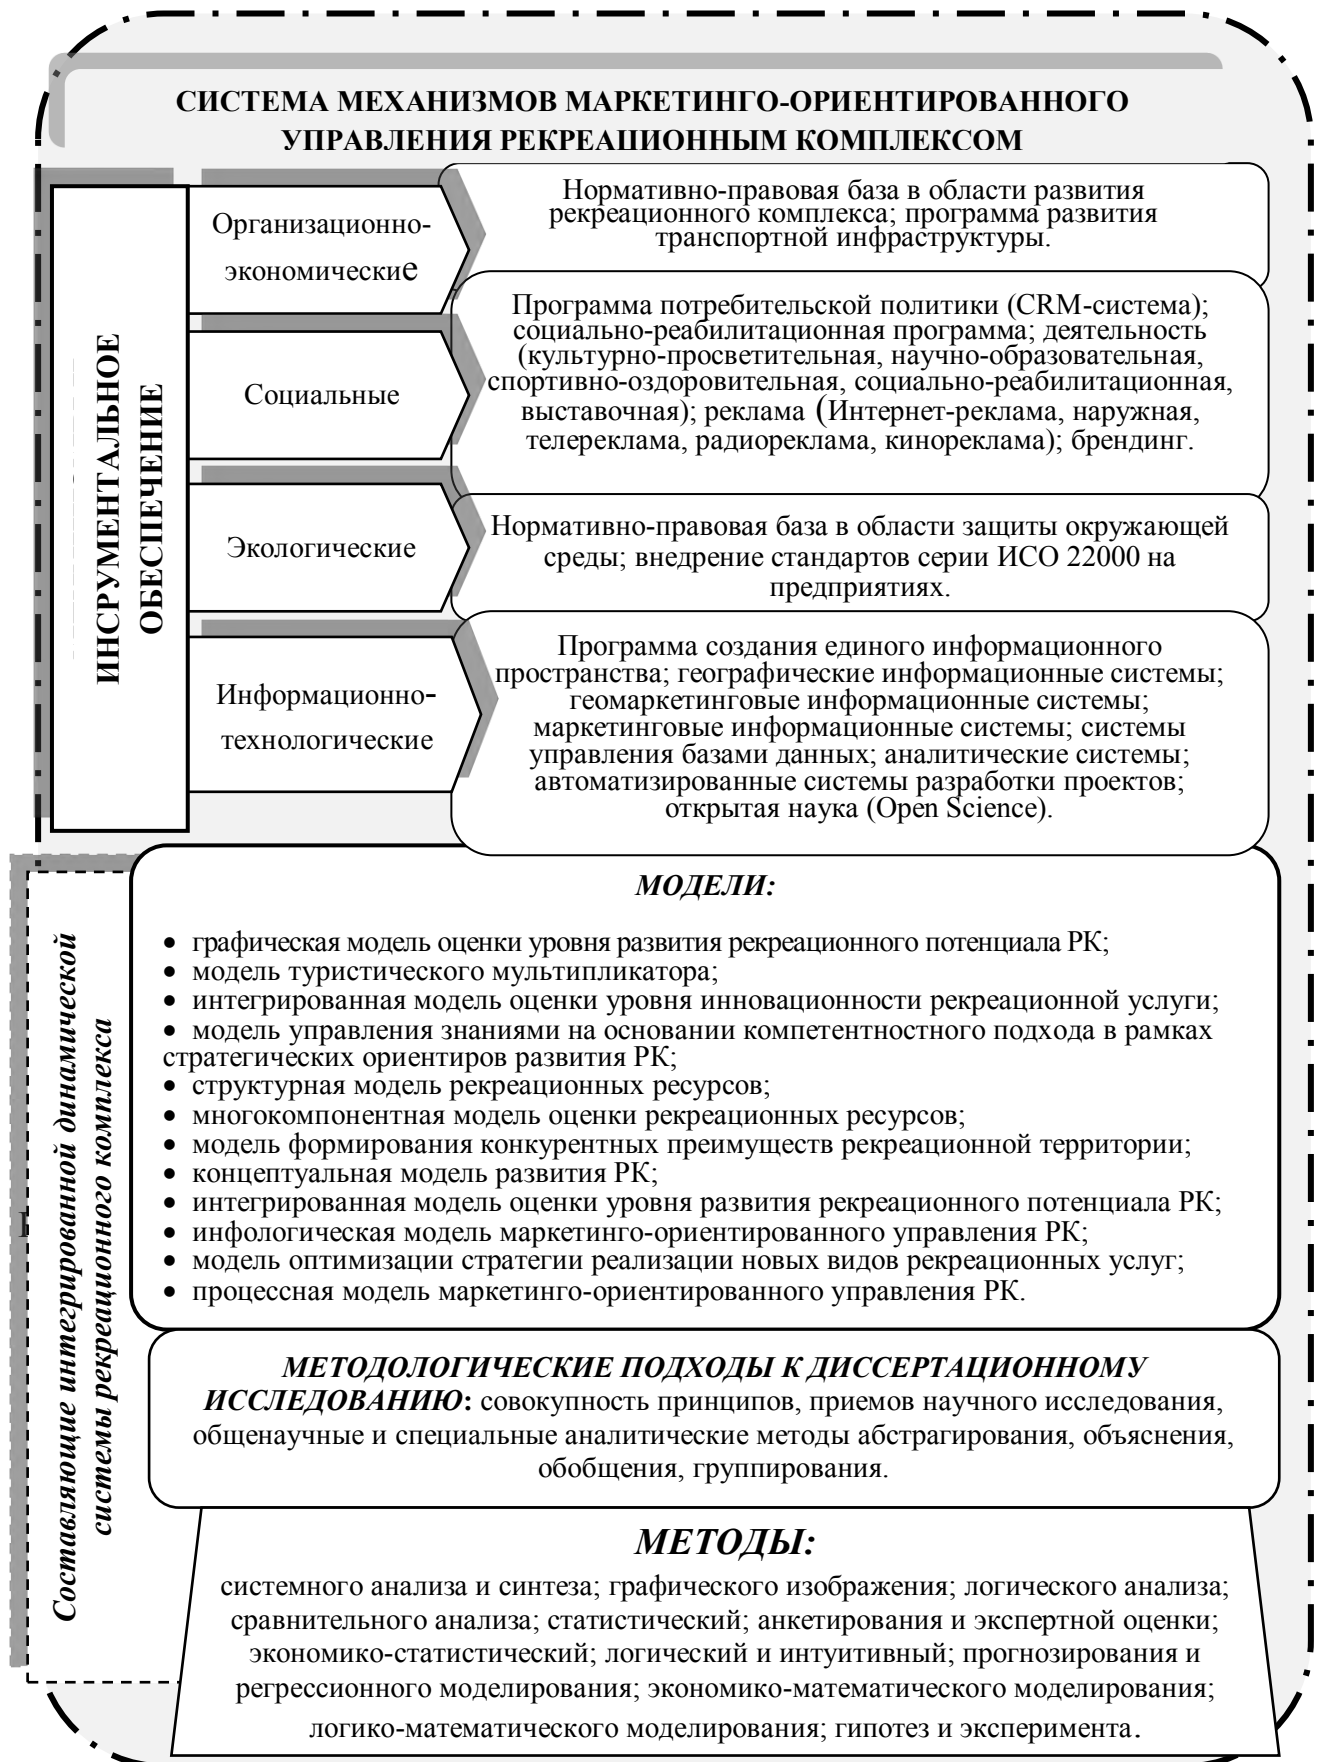 СИСТЕМА МЕХАНИЗМОВ МАРКЕТИНГО-ОРИЕНТИРОВАННОГО
УПРАВЛЕНИЯ РЕКРЕАЦИОННЫМ КОМПЛЕКСОМ
ИНСРУМЕНТАЛЬНОЕ
ОБЕСПЕЧЕНИЕ
Организационно-
экономические
Нормативно-правовая база в области развития
рекреационного комплекса; программа развития
транспортной инфраструктуры.
Социальные
Программа потребительской политики (CRM-система);
социально-реабилитационная программа; деятельность
(культурно-просветительная, научно-образовательная,
спортивно-оздоровительная, социально-реабилитационная,
выставочная); реклама (Интернет-реклама, наружная,
телереклама, радиореклама, кинореклама); брендинг.
Экологические
Нормативно-правовая база в области защиты окружающей
среды; внедрение стандартов серии ИСО 22000 на
предприятиях.
Информационно-
технологические
Программа создания единого информационного
пространства; географические информационные системы;
геомаркетинговые информационные системы;
маркетинговые информационные системы; системы
управления базами данных; аналитические системы;
автоматизированные системы разработки проектов;
открытая наука (Open Science).
Составляющие интегрированной динамической
системы рекреационного комплекса
МОДЕЛИ:
• графическая модель оценки уровня развития рекреационного потенциала РК;
• модель туристического мультипликатора;
• интегрированная модель оценки уровня инновационности рекреационной услуги;
• модель управления знаниями на основании компетентностного подхода в рамках
стратегических ориентиров развития РК;
• структурная модель рекреационных ресурсов;
• многокомпонентная модель оценки рекреационных ресурсов;
• модель формирования конкурентных преимуществ рекреационной территории;
• концептуальная модель развития РК;
• интегрированная модель оценки уровня развития рекреационного потенциала РК;
• инфологическая модель маркетинго-ориентированного управления РК;
• модель оптимизации стратегии реализации новых видов рекреационных услуг;
• процессная модель маркетинго-ориентированного управления РК.
МЕТОДОЛОГИЧЕСКИЕ ПОДХОДЫ К ДИССЕРТАЦИОННОМУ
ИССЛЕДОВАНИЮ: совокупность принципов, приемов научного исследования,
общенаучные и специальные аналитические методы абстрагирования, объяснения,
обобщения, группирования.
МЕТОДЫ:
системного анализа и синтеза; графического изображения; логического анализа;
сравнительного анализа; статистический; анкетирования и экспертной оценки;
экономико-статистический; логический и интуитивный; прогнозирования и
регрессионного моделирования; экономико-математического моделирования;
логико-математического моделирования; гипотез и эксперимента.